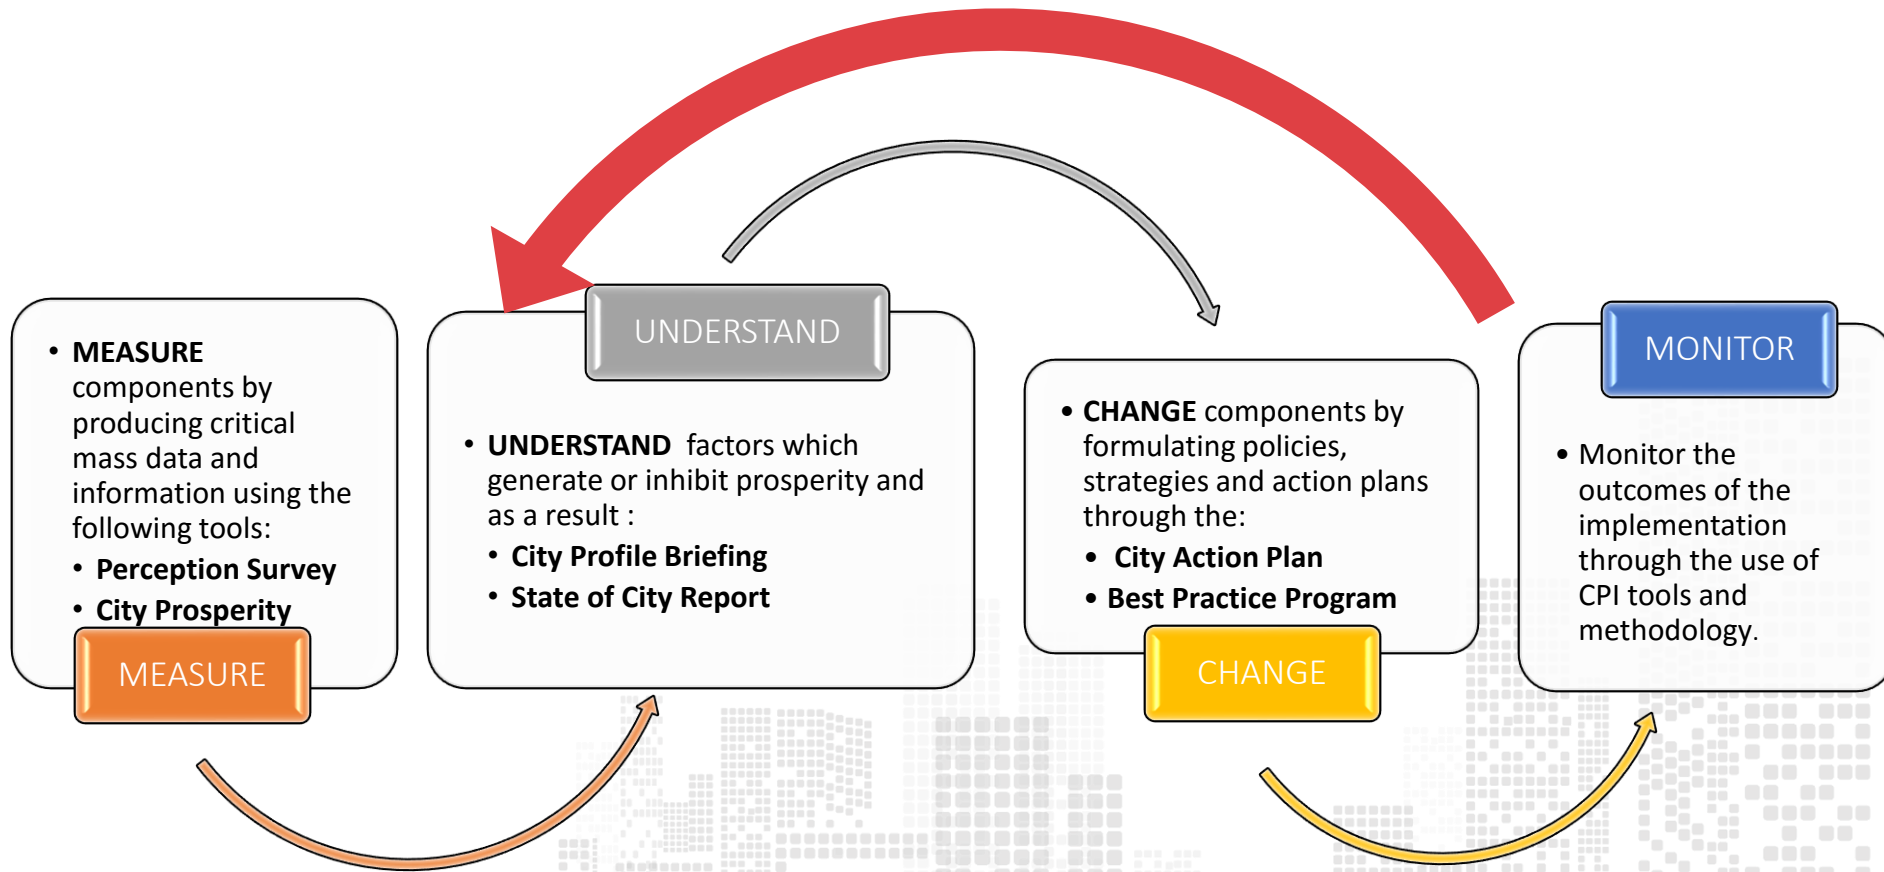 • MEASURE
components by
producing critical
mass data and
information using the
following tools:
• Perception Survey
• City Prosperity
MEASURE
UNDERSTAND
• UNDERSTAND  factors which
generate or inhibit prosperity and
as a result :
• City Profile Briefing
• State of City Report
• CHANGE components by
formulating policies,
strategies and action plans
through the:
• City Action Plan
• Best Practice Program
CHANGE
MONITOR
• Monitor the
outcomes of the
implementation
through the use of
CPI tools and
methodology.